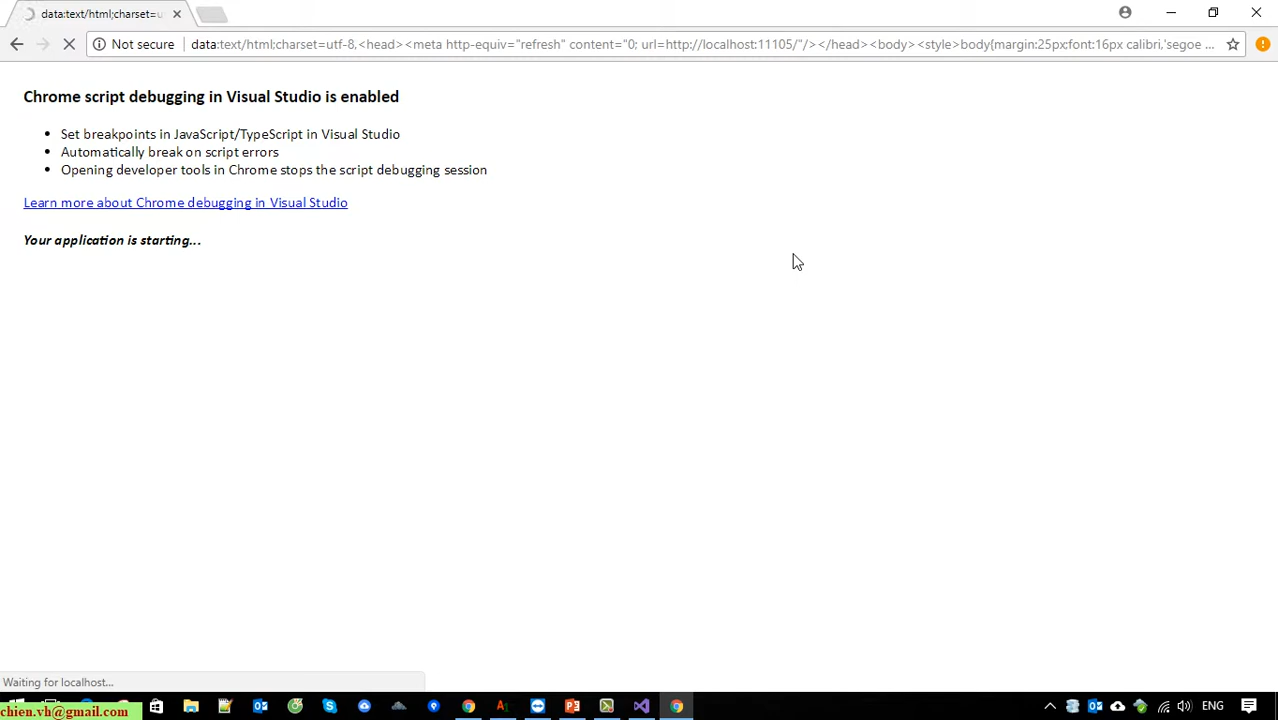 data:text/html;charset=u
Not secure
data:text/html;charset=utf-8,<head><meta http-equiv="refresh" content="0; url=http://localhost:11105/"/></head><body><style>body{margin:25px;font:16px calibri,'segoe ...
Chrome script debugging in Visual Studio is enabled
Set breakpoints in JavaScript/TypeScript in Visual Studio
Automatically break on script errors
Opening developer tools in Chrome stops the script debugging session
Learn more about Chrome debugging in Visual Studio
Your application is starting...
Waiting for localhost...
ENG
chien.vh@gmail.com